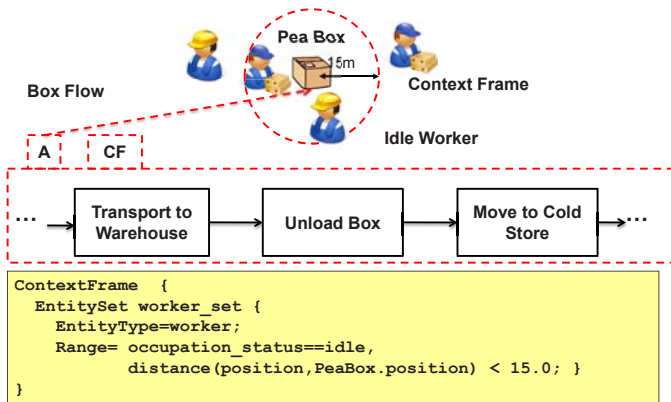 Pea Box
15m
Context Frame
Box Flow
Idle Worker
A
CF
...
Transport to
Warehouse
Unload Box
Move to Cold
Store
...
ContextFrame {
EntitySet worker_set {
EntityType=worker;
Range= occupation_status==idle,
distance(position,PeaBox.position) < 15.0; }
}